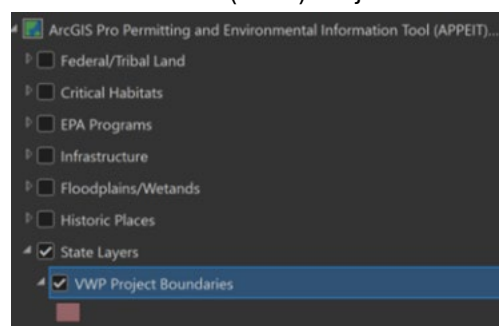 ArcGIS Pro Permitting and Environmental Information Tool (APPEIT)...
Federal/Tribal Land
Critical Habitats
EPA Programs
Infrastructure
Floodplains/Wetands
Historic Places
State Layers
VWP Project Boundaries